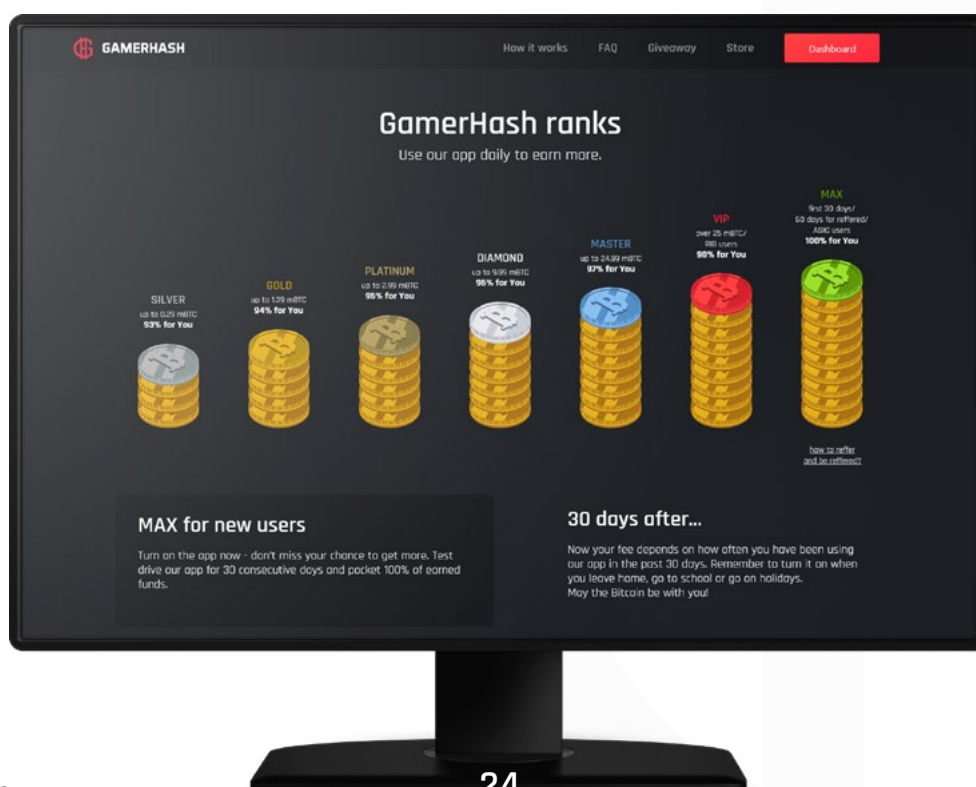 GAMERHASH
How it works FAQ Giveaway Store Dashboard
GamerHash ranks
Use our app daily to earn more.
SILVER
up to 0.29 mBTC
93% for You
GOLD
up to 1.39 mBTC
94% for You
PLATINUM
up to 2.99 mBTC
95% for You
DIAMOND
up to 9.99 mBTC
96% for You
MASTER
up to 24.99 mBTC
97% for You
VIP
over 25 mBTC/
RIG users
98% for You
MAX
first 30 days/
60 days for reffered/
ASIC users
100% for You
how to reffer
and be reffered?
MAX for new users
Turn on the app now - don't miss your chance to get more. Test
drive our app for 30 consecutive days and pocket 100% of earned
funds.
30 days after...
Now your fee depends on how often you have been using
our app in the past 30 days. Remember to turn it on when
you leave home, go to school or go on holidays.
May the Bitcoin be with you!
24